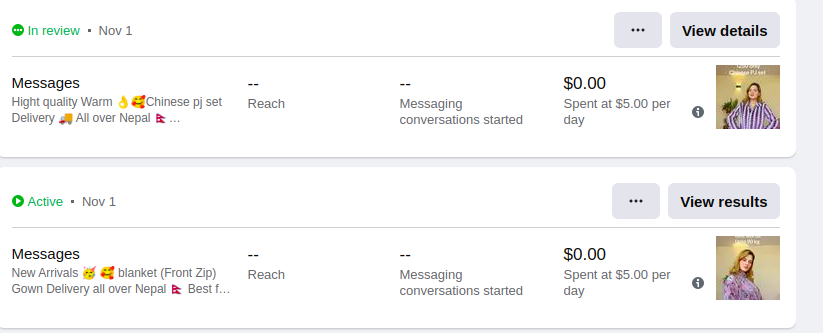 In review • Nov 1
View details
Messages
Hight quality Warm 👌🥰Chinese pj set
Delivery 🚚 All over Nepal 🇳🇵 ...
--
Reach
--
Messaging
conversations started
$0.00
Spent at $5.00 per
day
Chinese PJ set
Active • Nov 1
View results
Messages
New Arrivals 🥳 🥰 blanket (Front Zip)
Gown Delivery all over Nepal 🇳🇵 Best f...
--
Reach
--
Messaging
conversations started
$0.00
Spent at $5.00 per
day